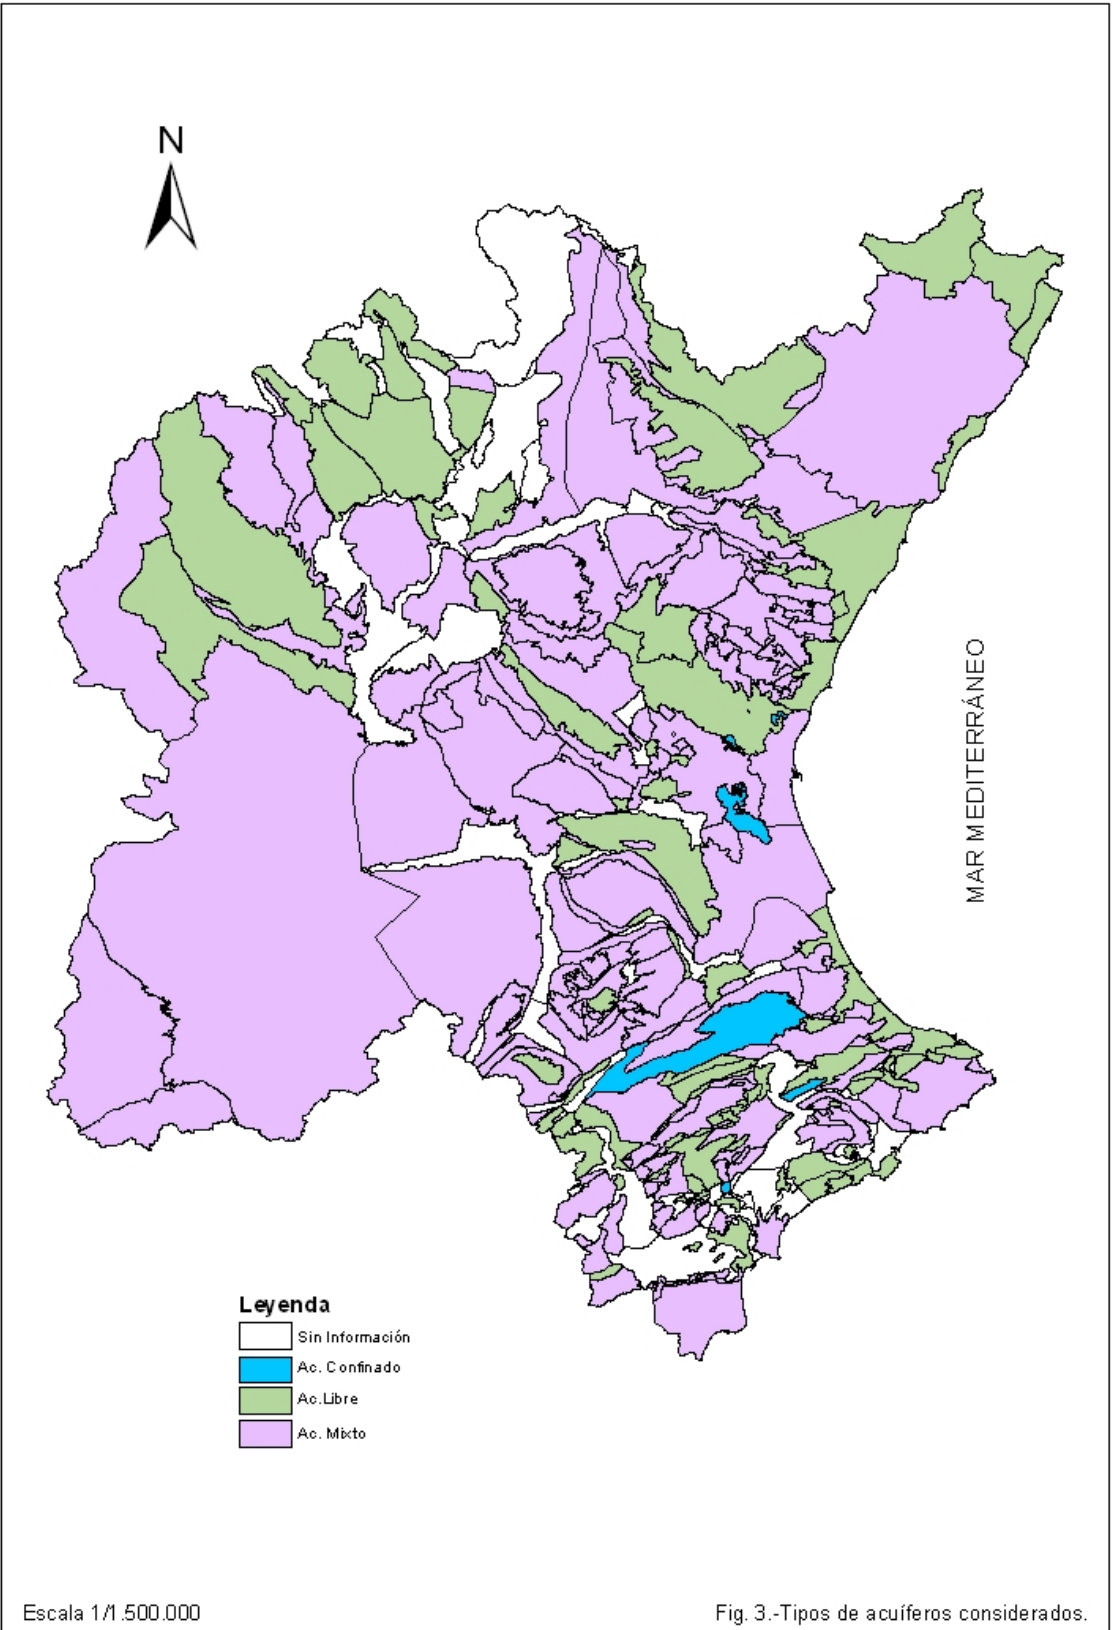 N
MAR MEDITERRÁNEO
Leyenda
Sin Información
Ac. Confinado
Ac.Libre
Ac. Mixto
Escala 1/1.500.000
Fig. 3.-Tipos de acuíferos considerados.